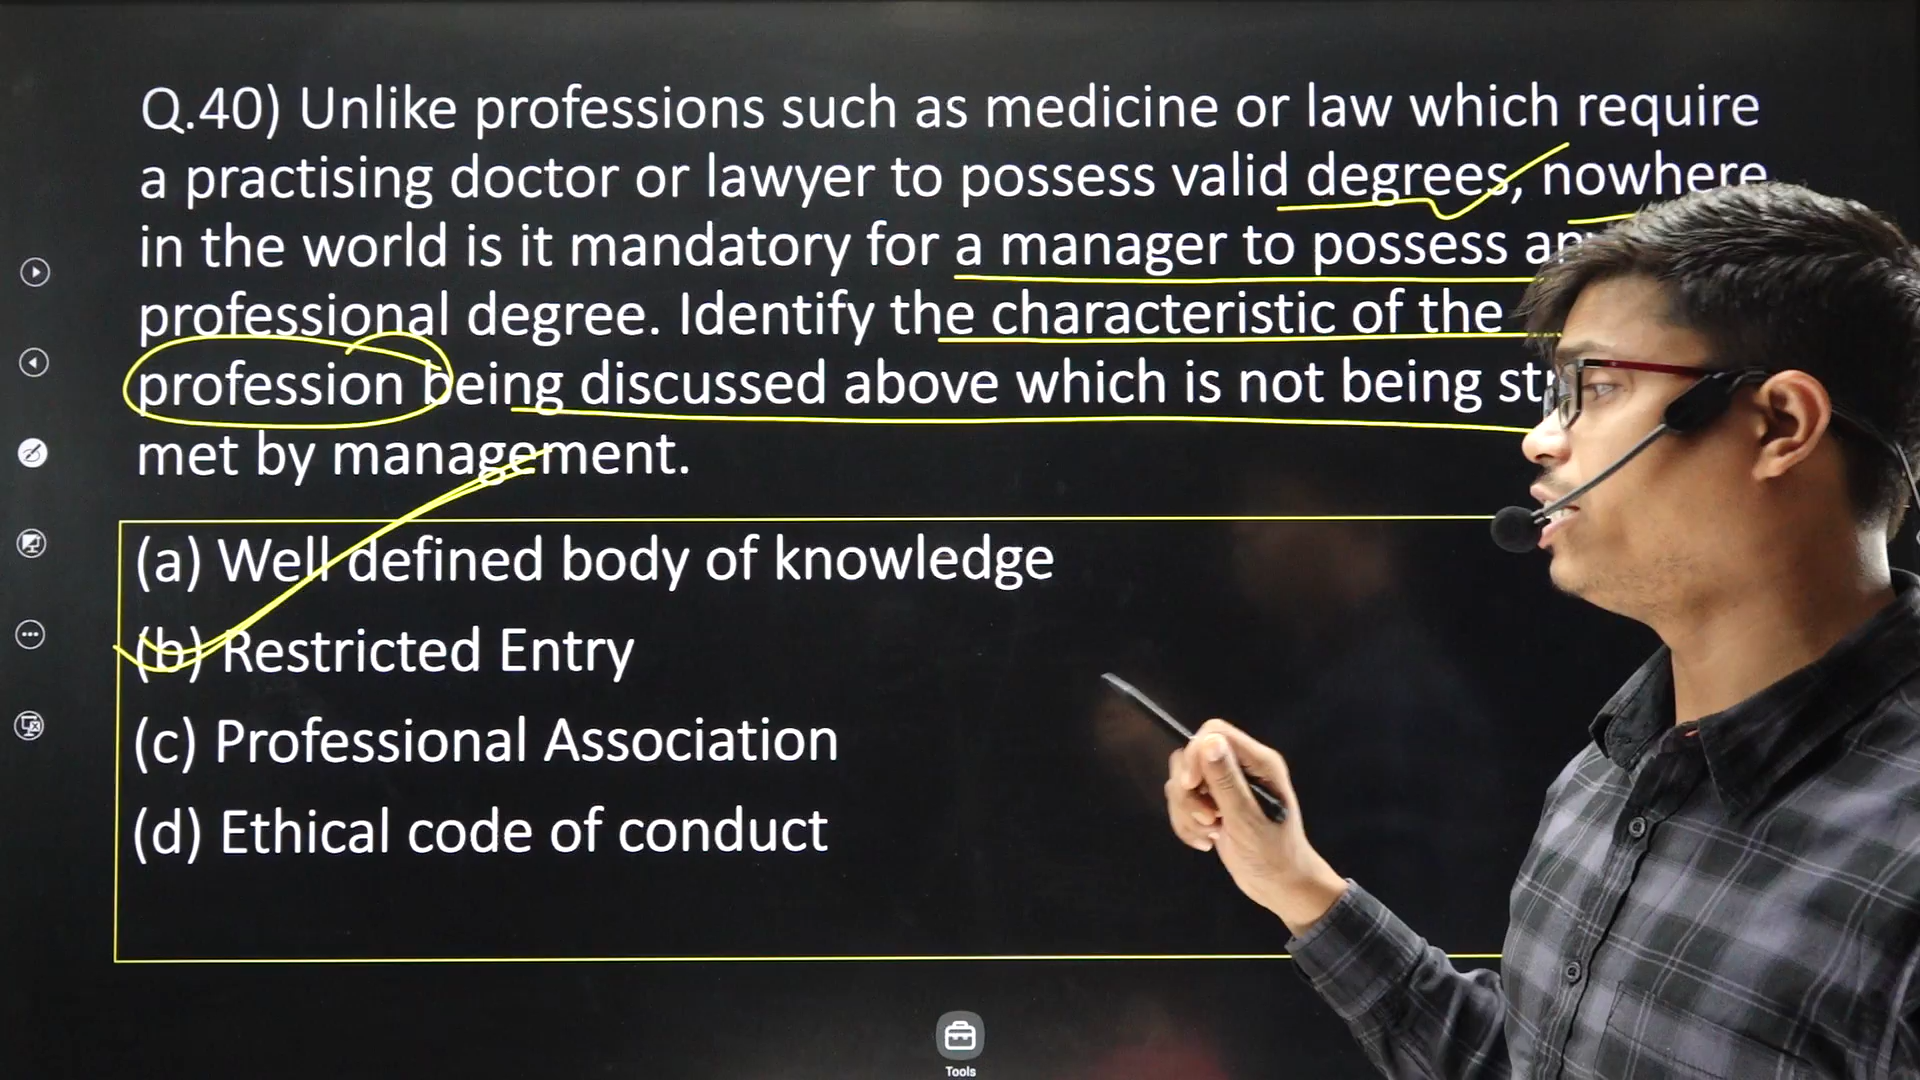 Q.40) Unlike professions such as medicine or law which require
a practising doctor or lawyer to possess valid degrees, nowhere
in the world is it mandatory for a manager to possess
professional degree. Identify the characteristic of the
profession being discussed above which is not being
met by management.
(a) Well defined body of knowledge
(b) Restricted Entry
(c) Professional Association
(d) Ethical code of conduct
Tools